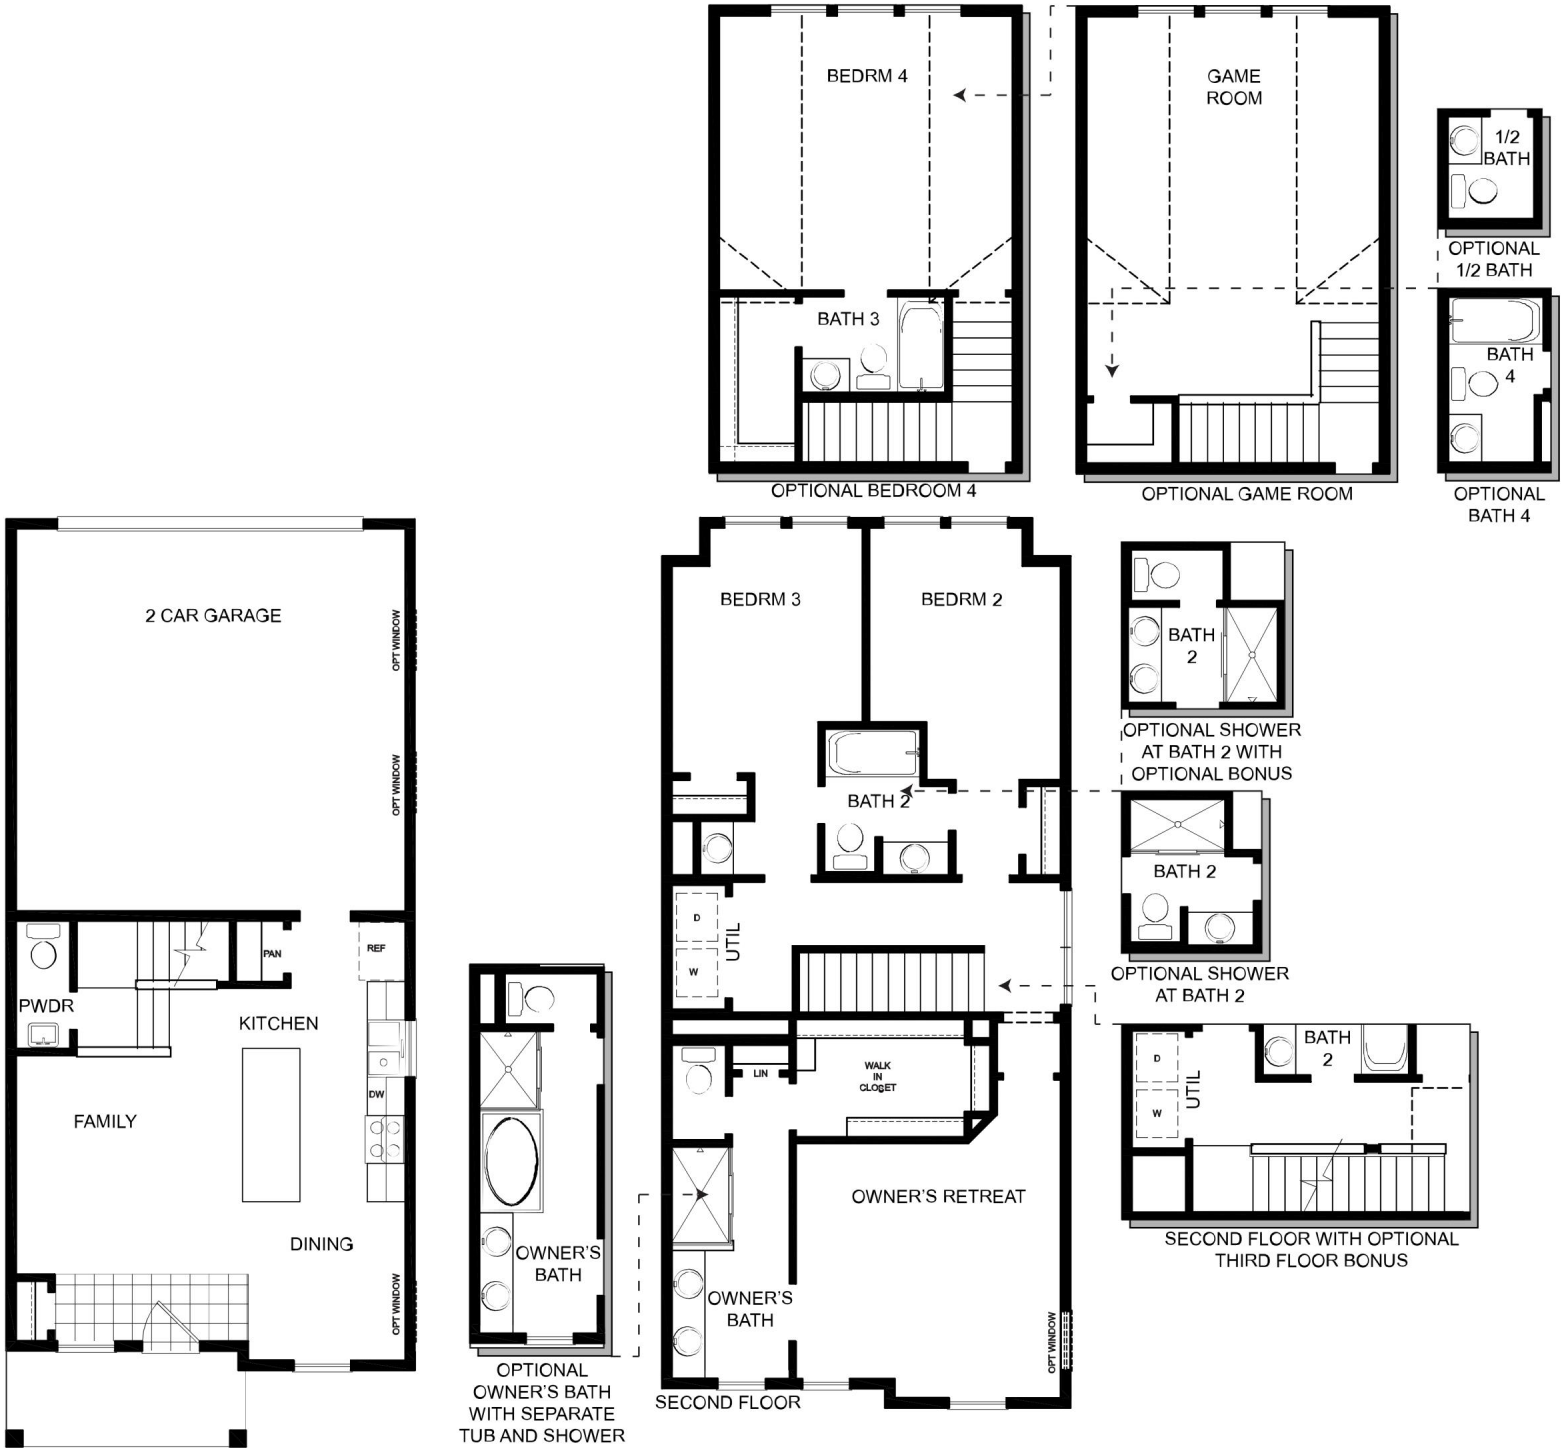 BEDRM 4
BATH 3
OPTIONAL BEDROOM 4
GAME
ROOM
OPTIONAL GAME ROOM
1/2
BATH
OPTIONAL
1/2 BATH
BATH
4
OPTIONAL
BATH 4
2 CAR GARAGE
OPT WINDOW
OPT WINDOW
PAN
REF
PWDR
KITCHEN
DW
FAMILY
DINING
OPT WINDOW
BEDRM 3
BEDRM 2
BATH 2
D
UTIL
W
LIN
WALK
IN
CLOSET
OWNER'S RETREAT
OWNER'S
BATH
OPT WINDOW
SECOND FLOOR
OWNER'S
BATH
OPTIONAL
OWNER'S BATH
WITH SEPARATE
TUB AND SHOWER
BATH
2
OPTIONAL SHOWER
AT BATH 2 WITH
OPTIONAL BONUS
BATH 2
OPTIONAL SHOWER
AT BATH 2
D
UTIL
W
BATH
2
SECOND FLOOR WITH OPTIONAL
THIRD FLOOR BONUS